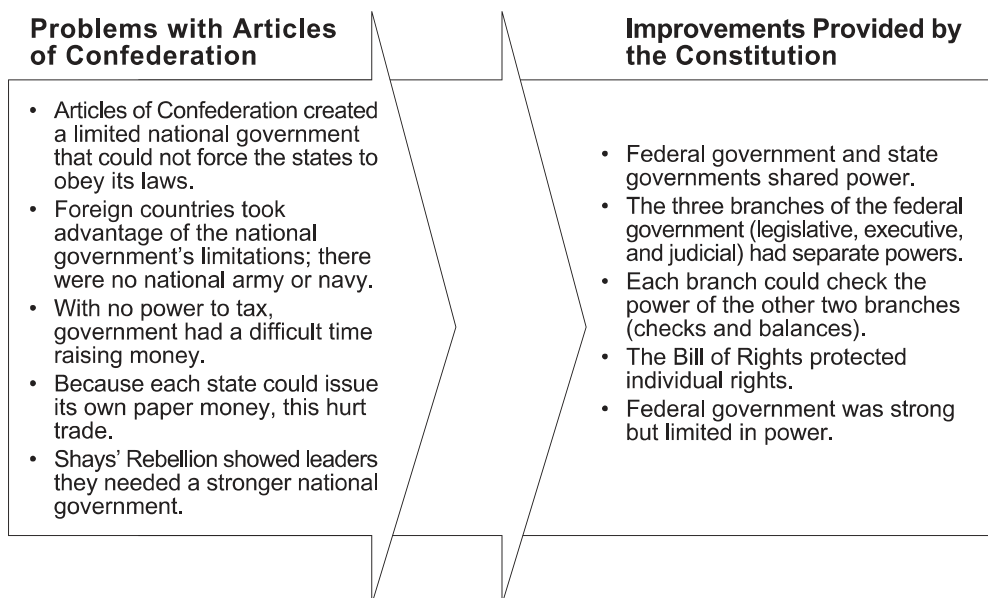 Problems with Articles
of Confederation
• Articles of Confederation created
a limited national government
that could not force the states to
obey its laws.
• Foreign countries took
advantage of the national
government's limitations; there
were no national army or navy.
• With no power to tax,
government had a difficult time
raising money.
• Because each state could issue
its own paper money, this hurt
trade.
• Shays' Rebellion showed leaders
they needed a stronger national
government.
Improvements Provided by
the Constitution
• Federal government and state
governments shared power.
• The three branches of the federal
government (legislative, executive,
and judicial) had separate powers.
• Each branch could check the
power of the other two branches
(checks and balances).
• The Bill of Rights protected
individual rights.
• Federal government was strong
but limited in power.